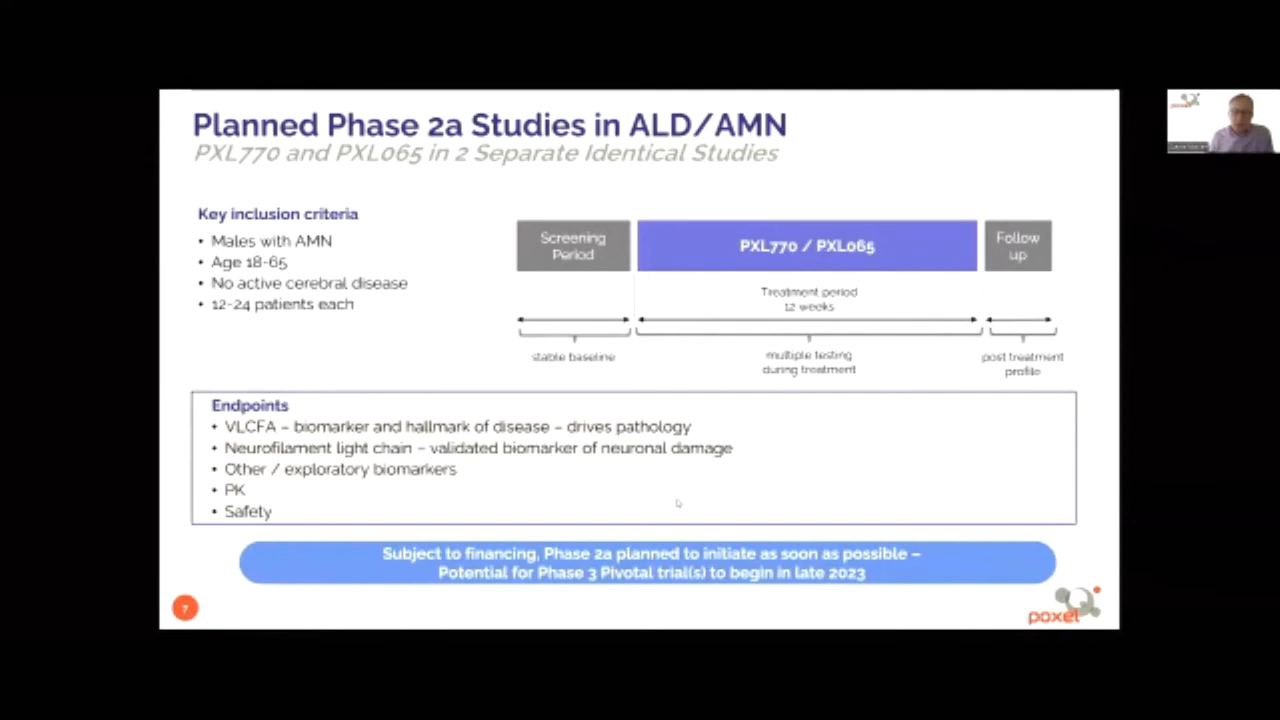 Planned Phase 2a Studies in ALD/AMN
PXL770 and PXL065 in 2 Separate Identical Studies
Key inclusion criteria
• Males with AMN
• Age 18-65
• No active cerebral disease
• 12-24 patients each
Screening
Period
PXL770 / PXL065
Follow
up
Treatment period
12 weeks
stable baseline
multiple testing
during treatment
post treatment
profile
Endpoints
• VLCFA – biomarker and hallmark of disease – drives pathology
• Neurofilament light chain – validated biomarker of neuronal damage
• Other / exploratory biomarkers
• PK
• Safety
Subject to financing, Phase 2a planned to initiate as soon as possible –
Potential for Phase 3 Pivotal trial(s) to begin in late 2023
7
poxel